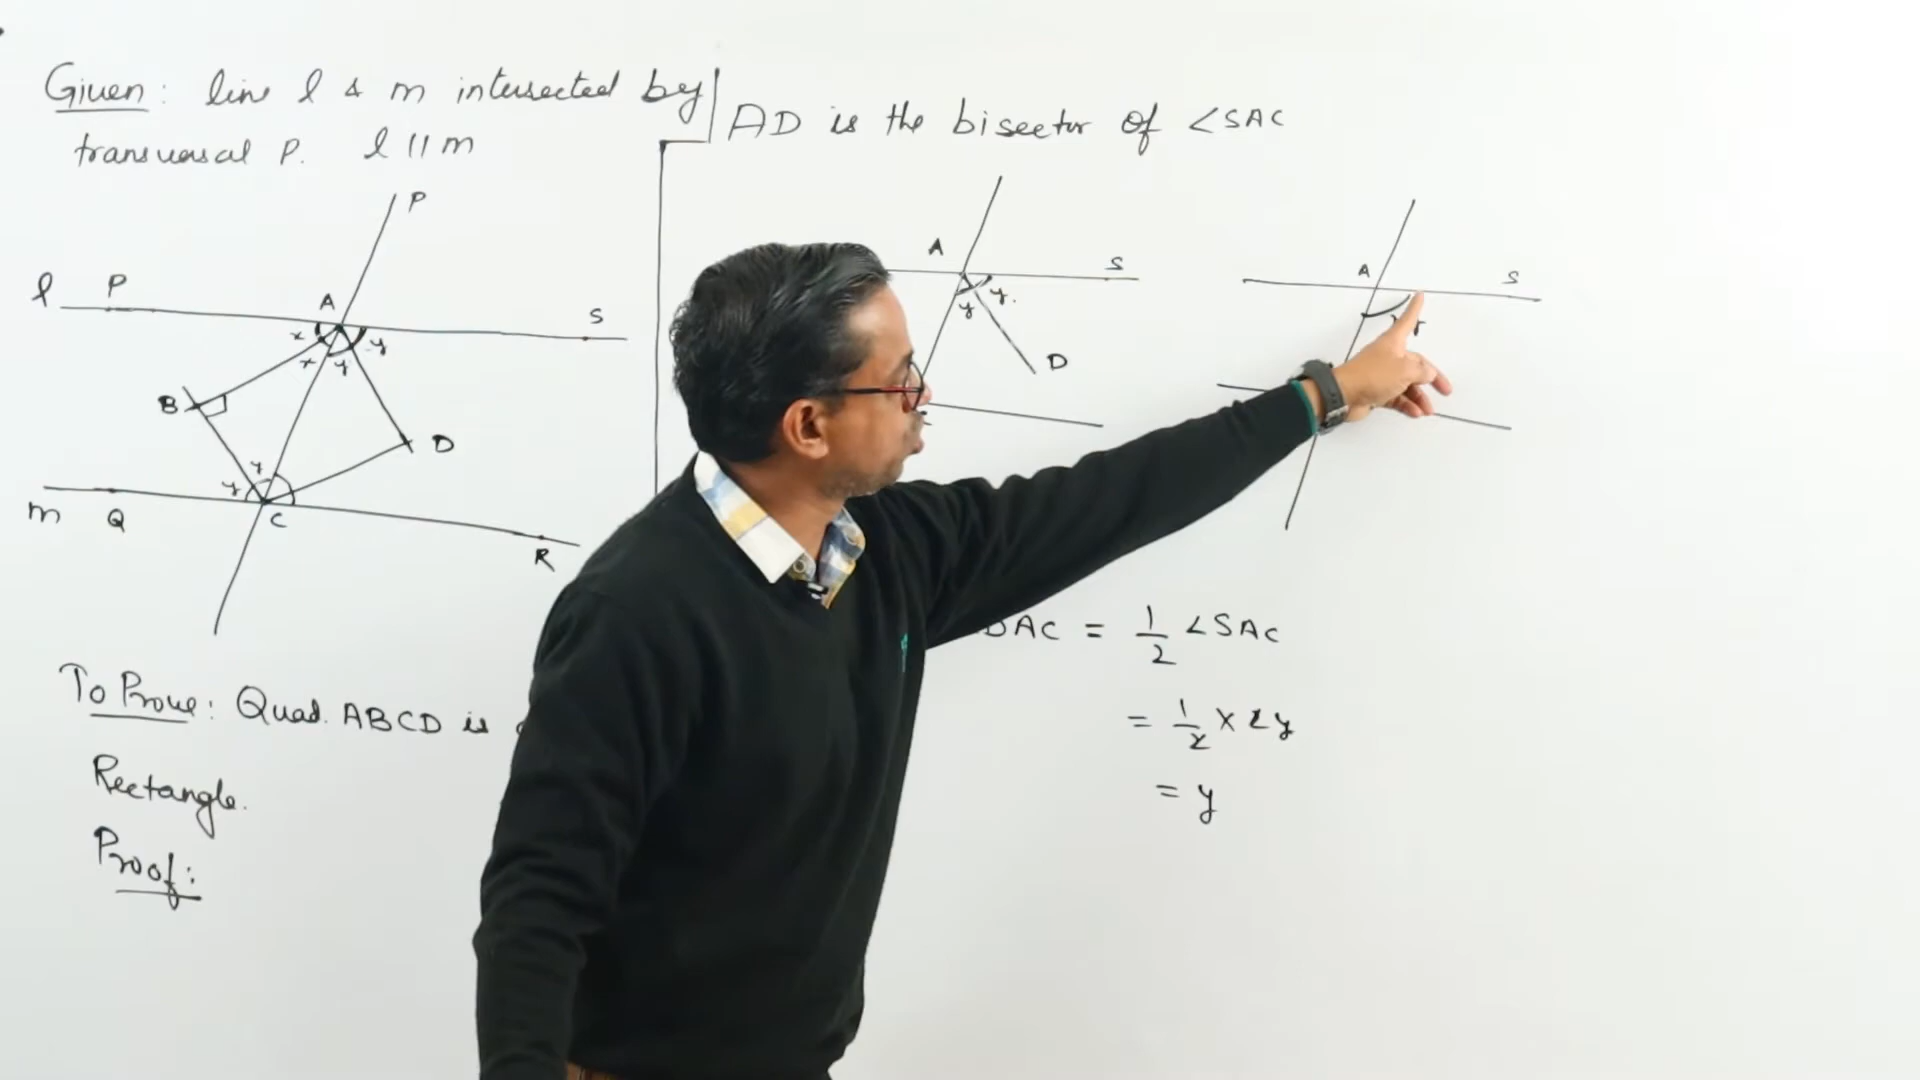 Given: line l & m intersected by
transversal P. l || m
P
l P A S
x x y y
B D
y y
m Q C R
To Prove: Quad. ABCD is
Rectangle.
Proof:
AD is the bisector of ∠SAC
A S
y y.
D
A S
DAC = 1/2 ∠SAC
= 1/2 × 2y
= y